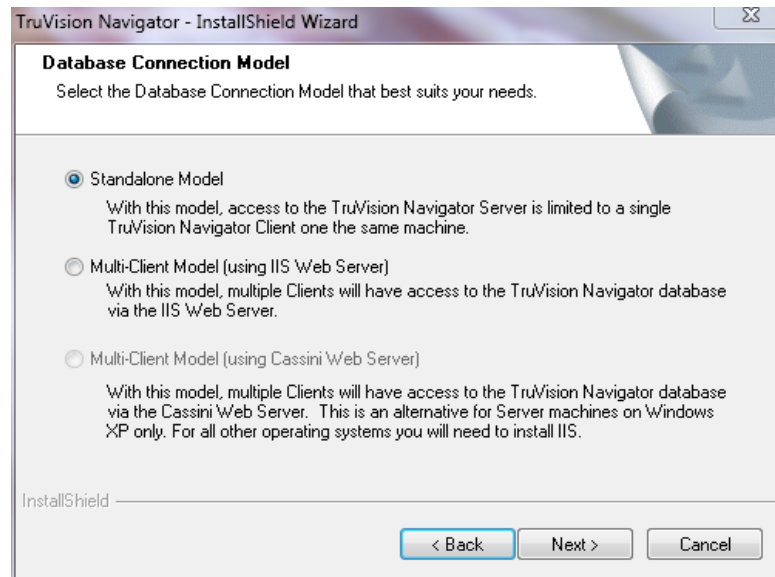 TruVision Navigator - InstallShield Wizard
Database Connection Model
Select the Database Connection Model that best suits your needs.
Standalone Model
With this model, access to the TruVision Navigator Server is limited to a single
TruVision Navigator Client one the same machine.
Multi-Client Model (using IIS Web Server)
With this model, multiple Clients will have access to the TruVision Navigator database
via the IIS Web Server.
Multi-Client Model (using Cassini Web Server)
With this model, multiple Clients will have access to the TruVision Navigator database
via the Cassini Web Server.  This is an alternative for Server machines on Windows
XP only. For all other operating systems you will need to install IIS.
InstallShield
< Back
Next >
Cancel